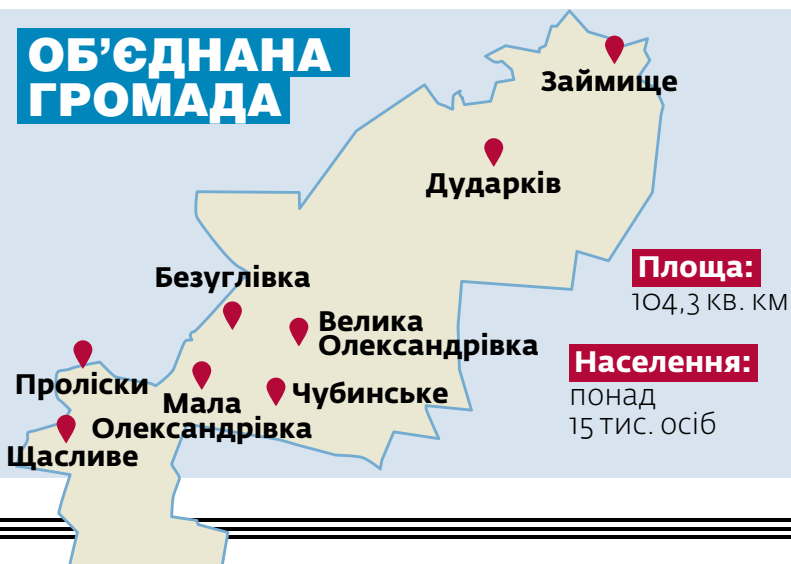 ОБ’ЄДНАНА
ГРОМАДА
Займище
Дударків
Безуглівка
Велика
Олександрівка
Проліски
Мала
Олександрівка
Чубинське
Щасливе
Площа:
104,3 кв. км
Населення:
понад
15 тис. осіб